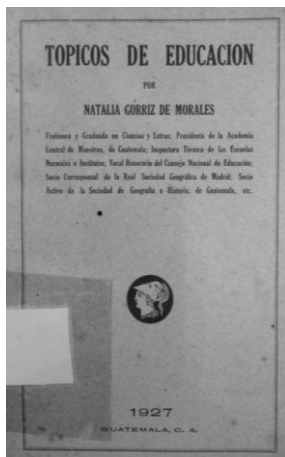 TOPICOS DE EDUCACION
POR
NATALIA GORRIZ DE MORALES
Profesora y Graduada en Ciencias y Letras; Presidenta de la Academia
Central de Maestros, de Guatemala; Inspectora Técnica de las Escuelas
Normales e Institutos; Vocal Honoraria del Consejo Nacional de Educación;
Socia Corresponsal de la Real Sociedad Geográfica de Madrid; Socia
Activa de la Sociedad de Geografía e Historia, de Guatemala, etc.
1927
GUATEMALA, C. A.